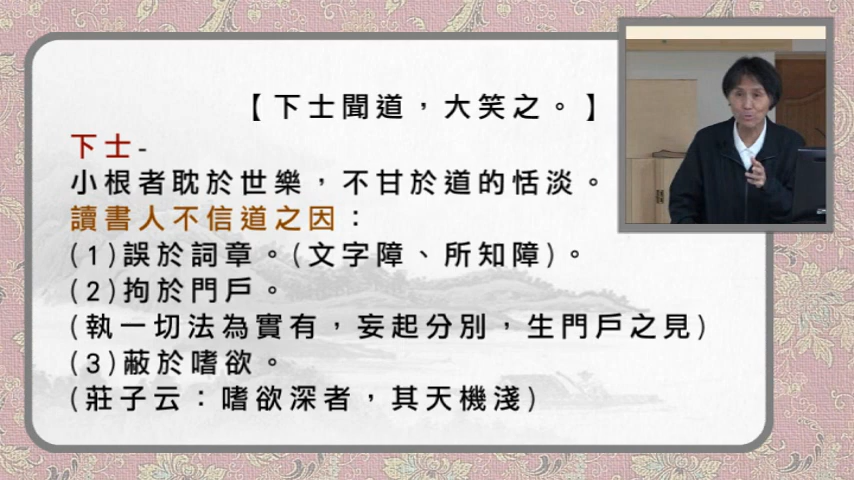 【下士聞道，大笑之。】
下士-
小根者耽於世樂，不甘於道的恬淡。
讀書人不信道之因：
(1)誤於詞章。(文字障、所知障)。
(2)拘於門戶。
(執一切法為實有，妄起分別，生門戶之見)
(3)蔽於嗜欲。
(莊子云：嗜欲深者，其天機淺)